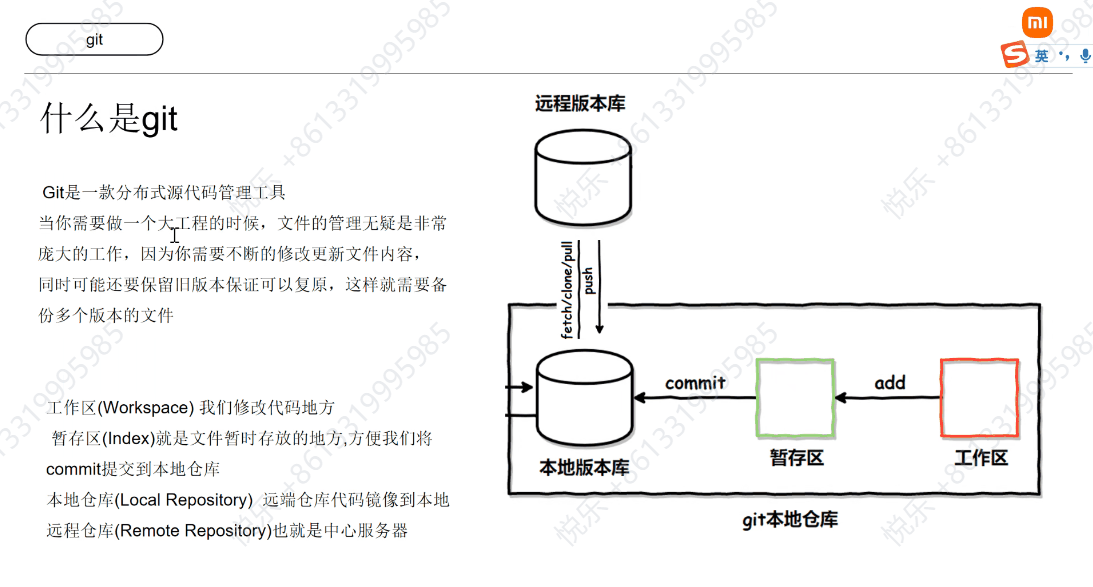 git
英
什么是git
Git是一款分布式源代码管理工具
当你需要做一个大工程的时候，文件的管理无疑是非常
庞大的工作，因为你需要不断的修改更新文件内容，
同时可能还要保留旧版本保证可以复原，这样就需要备
份多个版本的文件
工作区(Workspace) 我们修改代码地方
暂存区(Index)就是文件暂时存放的地方,方便我们将
commit提交到本地仓库
本地仓库(Local Repository) 远端仓库代码镜像到本地
远程仓库(Remote Repository)也就是中心服务器
远程版本库
fetch/clone/pull
push
commit
add
本地版本库
暂存区
工作区
git本地仓库
悦乐 +8613319995985